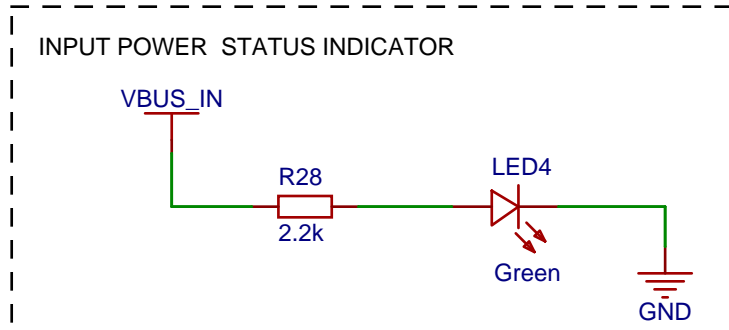 INPUT POWER  STATUS INDICATOR
VBUS_IN
R28
2.2k
LED4
Green
GND